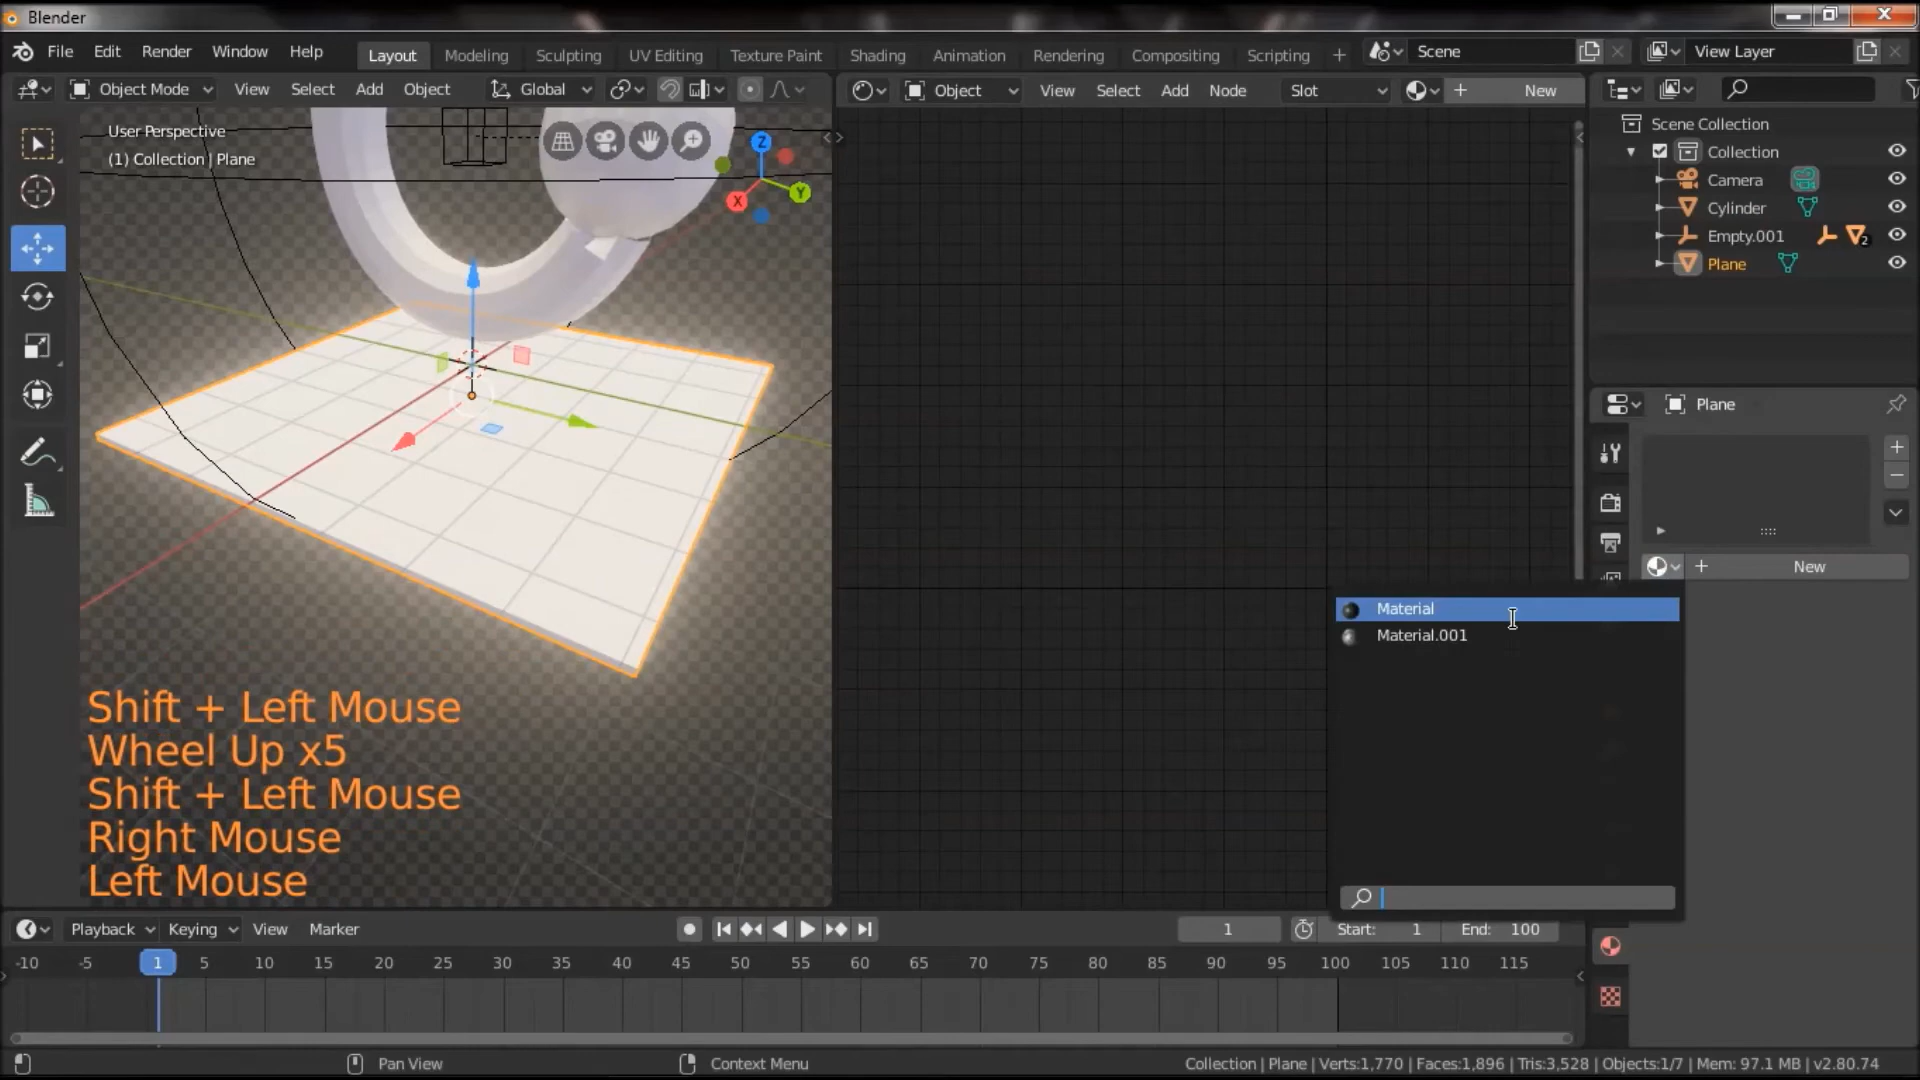 Blender
File Edit Render Window Help
Layout Modeling Sculpting UV Editing Texture Paint Shading Animation Rendering Compositing Scripting +
Scene
View Layer
Object Mode View Select Add Object Global
Object View Select Add Node Slot + New
User Perspective
(1) Collection | Plane
Z
Y
X
Scene Collection
Collection
Camera
Cylinder
Empty.001 2
Plane
Plane
+ New
Material
Material.001
Shift + Left Mouse
Wheel Up x5
Shift + Left Mouse
Right Mouse
Left Mouse
Playback Keying View Marker
1 Start: 1 End: 100
-10 -5 1 5 10 15 20 25 30 35 40 45 50 55 60 65 70 75 80 85 90 95 100 105 110 115
Pan View
Context Menu
Collection | Plane | Verts:1,770 | Faces:1,896 | Tris:3,528 | Objects:1/7 | Mem: 97.1 MB | v2.80.74